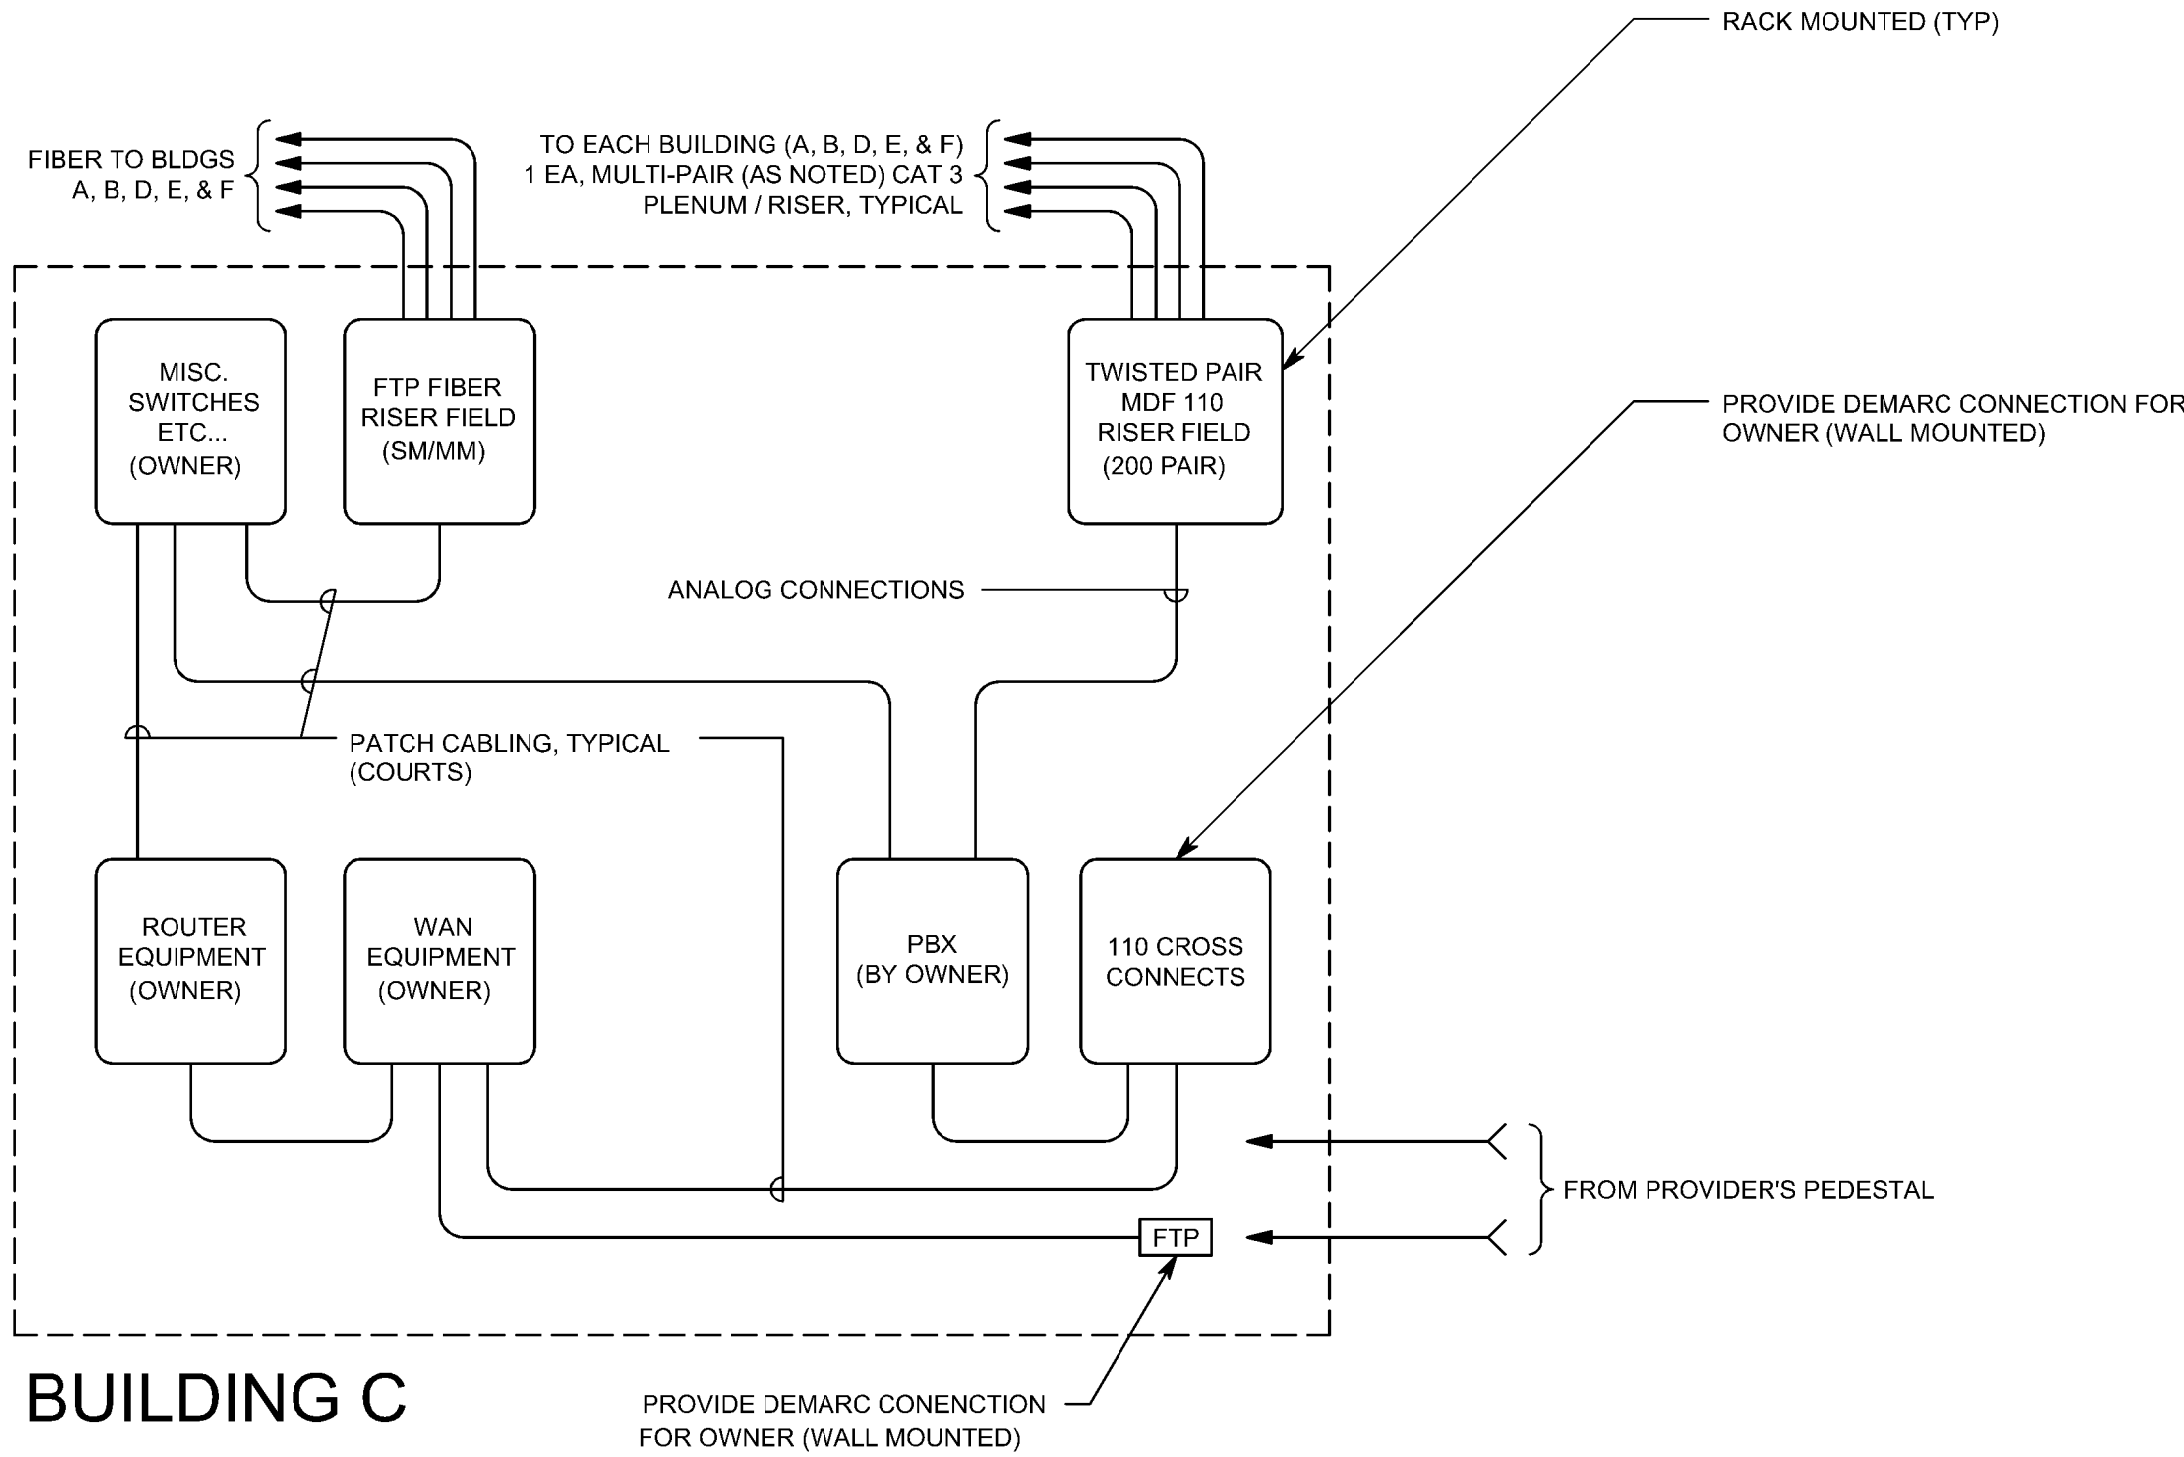 RACK MOUNTED (TYP)
FIBER TO BLDGS
A, B, D, E, & F
TO EACH BUILDING (A, B, D, E, & F)
1 EA, MULTI-PAIR (AS NOTED) CAT 3
PLENUM / RISER, TYPICAL
MISC.
SWITCHES
ETC...
(OWNER)
FTP FIBER
RISER FIELD
(SM/MM)
TWISTED PAIR
MDF 110
RISER FIELD
(200 PAIR)
PROVIDE DEMARC CONNECTION FOR
OWNER (WALL MOUNTED)
ANALOG CONNECTIONS
PATCH CABLING, TYPICAL
(COURTS)
ROUTER
EQUIPMENT
(OWNER)
WAN
EQUIPMENT
(OWNER)
PBX
(BY OWNER)
110 CROSS
CONNECTS
FROM PROVIDER'S PEDESTAL
FTP
BUILDING C
PROVIDE DEMARC CONENCTION
FOR OWNER (WALL MOUNTED)